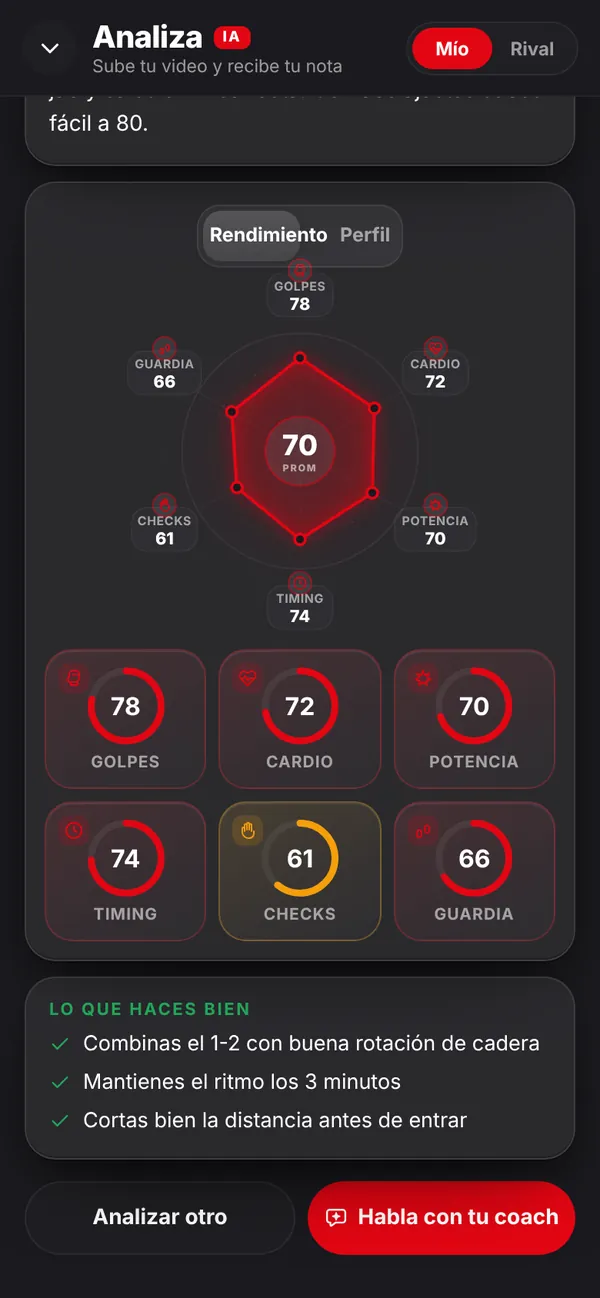 Analiza IA
Sube tu video y recibe tu nota
Mío
Rival
fácil a 80.
Rendimiento
Perfil
GOLPES
78
GUARDIA
66
CARDIO
72
70
PROM
CHECKS
61
POTENCIA
70
TIMING
74
78
GOLPES
72
CARDIO
70
POTENCIA
74
TIMING
61
CHECKS
66
GUARDIA
LO QUE HACES BIEN
Combinas el 1-2 con buena rotación de cadera
Mantienes el ritmo los 3 minutos
Cortas bien la distancia antes de entrar
Analizar otro
Habla con tu coach